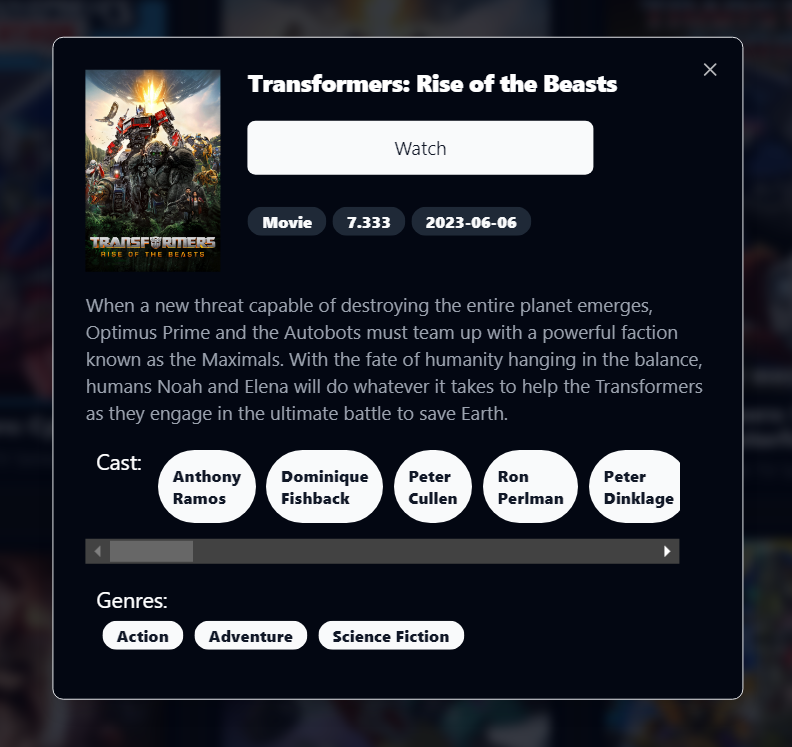 Transformers: Rise of the Beasts
Watch
Movie 7.333 2023-06-06
TRANSFORMERS
RISE OF THE BEASTS
When a new threat capable of destroying the entire planet emerges,
Optimus Prime and the Autobots must team up with a powerful faction
known as the Maximals. With the fate of humanity hanging in the balance,
humans Noah and Elena will do whatever it takes to help the Transformers
as they engage in the ultimate battle to save Earth.
Cast:
Anthony
Ramos
Dominique
Fishback
Peter
Cullen
Ron
Perlman
Peter
Dinklage
Genres:
Action Adventure Science Fiction